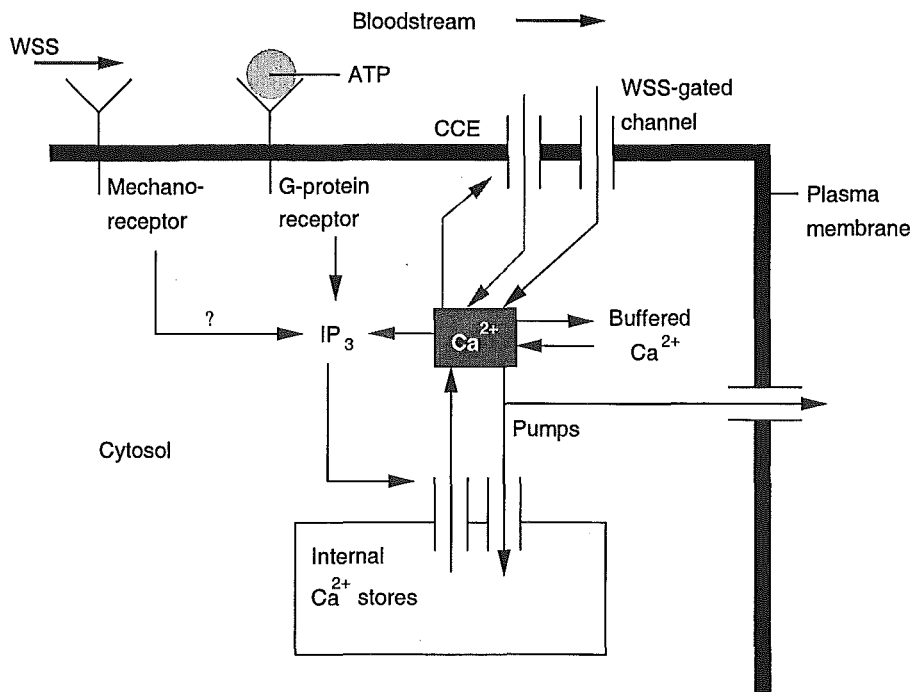 Bloodstream
WSS
ATP
WSS-gated
channel
CCE
Mechano-
receptor
G-protein
receptor
Plasma
membrane
?
IP3
Ca2+
Buffered
Ca2+
Pumps
Cytosol
Internal
Ca2+ stores